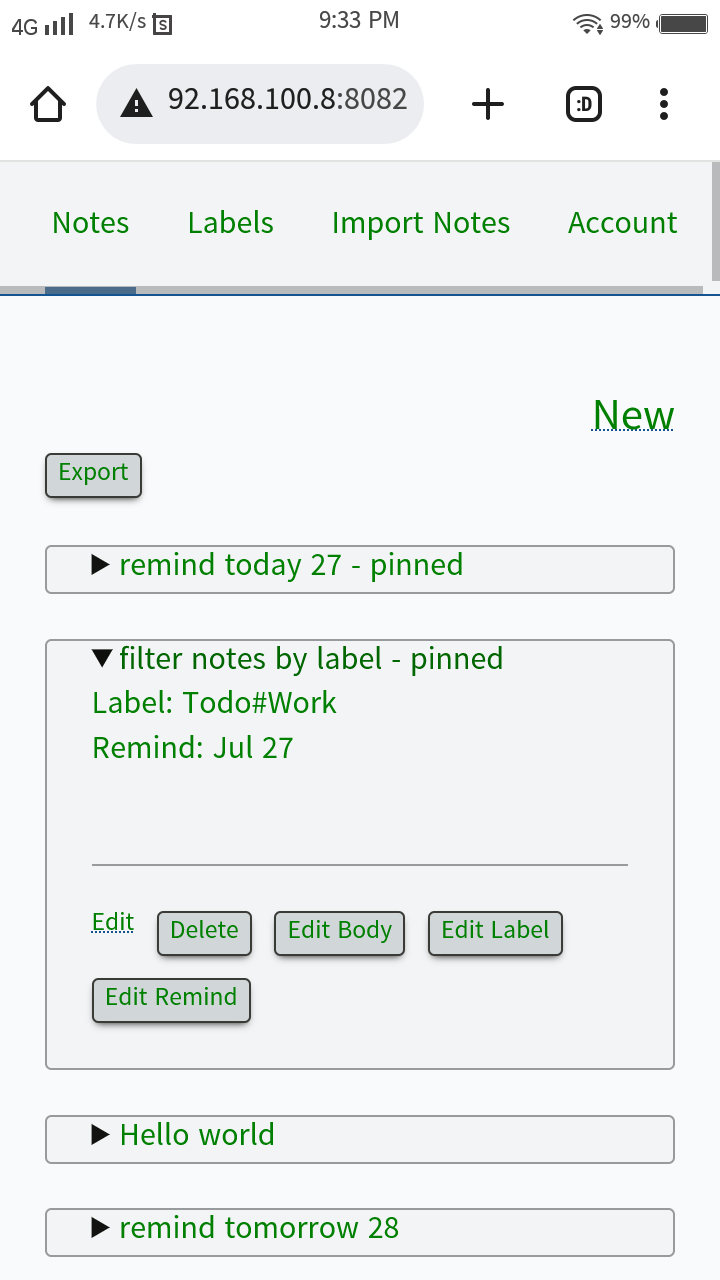 4G 4.7K/s S 9:33 PM 99%
92.168.100.8:8082 :D
Notes Labels Import Notes Account
New
Export
remind today 27 - pinned
filter notes by label - pinned
Label: Todo#Work
Remind: Jul 27
Edit Delete Edit Body Edit Label
Edit Remind
Hello world
remind tomorrow 28